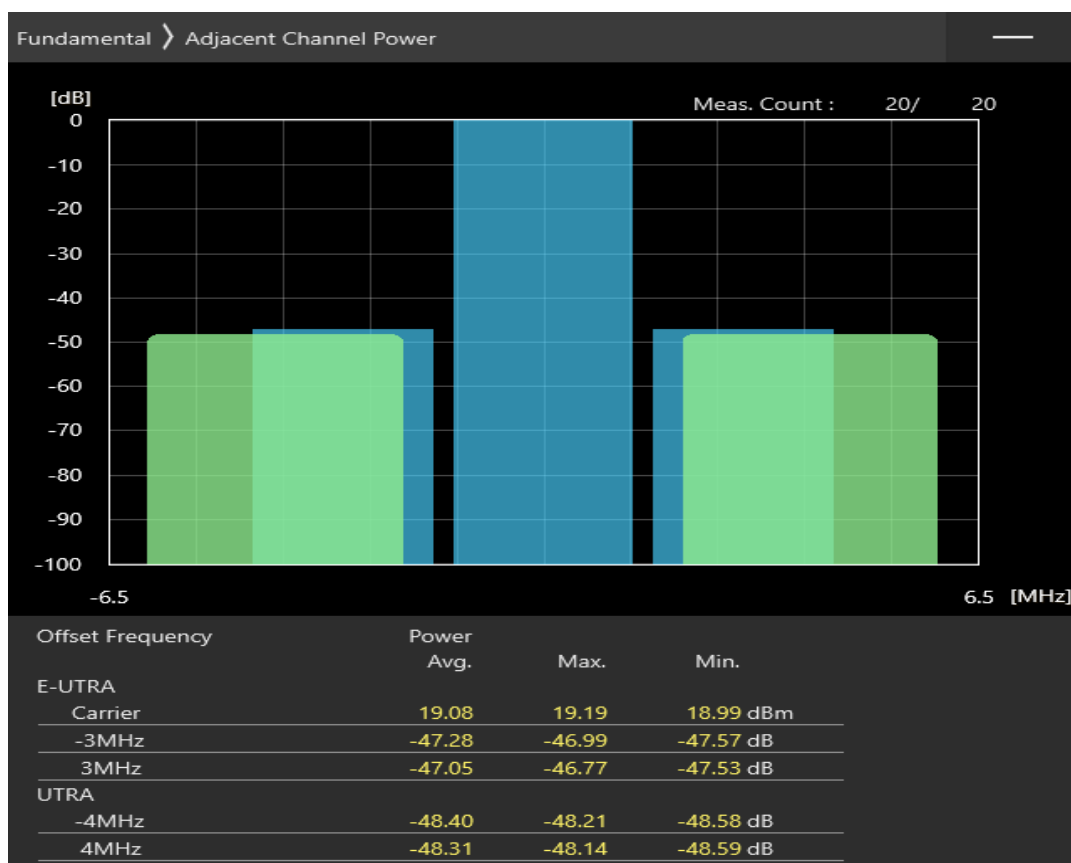 Fundamental 〉 Adjacent Channel Power
[dB]
Meas. Count : 20/ 20
0
-10
-20
-30
-40
-50
-60
-70
-80
-90
-100
-6.5 6.5 [MHz]
Offset Frequency Power
Avg. Max. Min.
E-UTRA
Carrier 19.08 19.19 18.99 dBm
-3MHz -47.28 -46.99 -47.57 dB
3MHz -47.05 -46.77 -47.53 dB
UTRA
-4MHz -48.40 -48.21 -48.58 dB
4MHz -48.31 -48.14 -48.59 dB